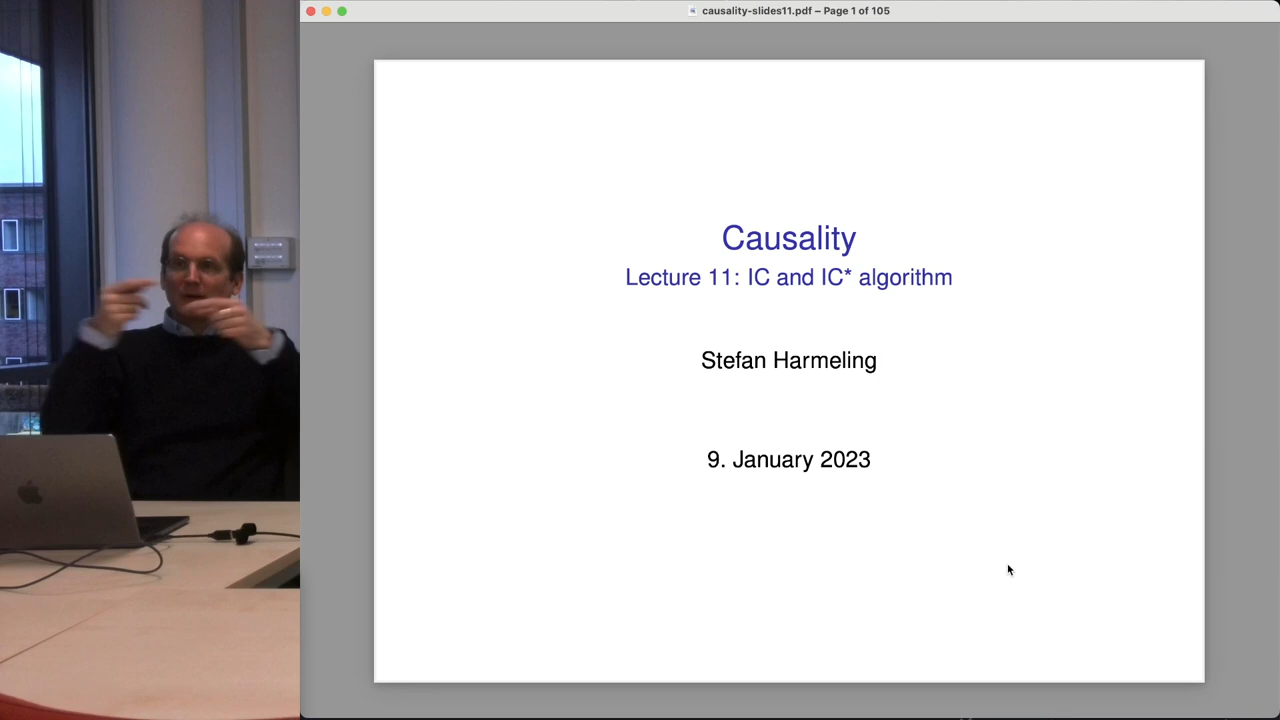 causality-slides11.pdf – Page 1 of 105
Causality
Lecture 11: IC and IC* algorithm
Stefan Harmeling
9. January 2023